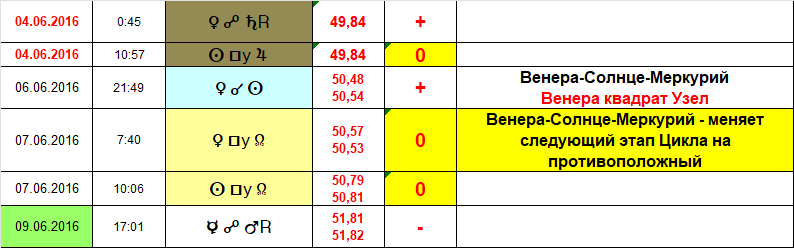 04.06.2016 0:45 ♀ ☍ ♄R 49,84 +
04.06.2016 10:57 ☉ □у ♃ 49,84 0
06.06.2016 21:49 ♀ ☌ ☉ 50,48 + Венера-Солнце-Меркурий
50,54 Венера квадрат Узел
07.06.2016 7:40 ♀ □у ☊ 50,57 0 Венера-Солнце-Меркурий - меняет
50,53 следующий этап Цикла на
противоположный
07.06.2016 10:06 ☉ □у ☊ 50,79 0
50,81
09.06.2016 17:01 ☿ ☍ ♂R 51,81 -
51,82